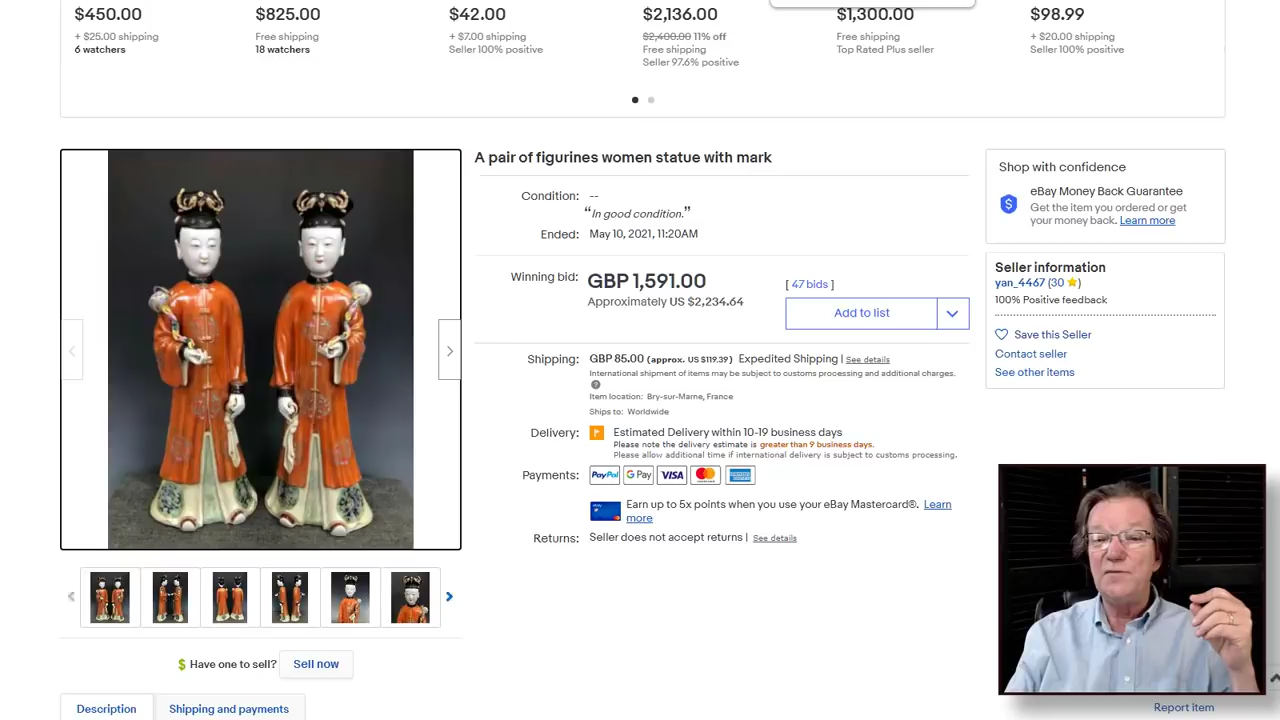 $450.00
+ $25.00 shipping
6 watchers
$825.00
Free shipping
18 watchers
$42.00
+ $7.00 shipping
Seller 100% positive
$2,136.00
$2,400.00 11% off
Free shipping
Seller 97.6% positive
$1,300.00
Free shipping
Top Rated Plus seller
$98.99
+ $20.00 shipping
Seller 100% positive
A pair of figurines women statue with mark
Condition: --
“In good condition.”
Ended: May 10, 2021, 11:20AM
Winning bid: GBP 1,591.00 [ 47 bids ]
Approximately US $2,234.64
Add to list
Shipping: GBP 85.00 (approx. US $119.39) Expedited Shipping | See details
International shipment of items may be subject to customs processing and additional charges.
?
Item location: Bry-sur-Marne, France
Ships to: Worldwide
Delivery: Estimated Delivery within 10-19 business days
Please note the delivery estimate is greater than 9 business days.
Please allow additional time if international delivery is subject to customs processing.
Payments: PayPal G Pay VISA
Earn up to 5x points when you use your eBay Mastercard®. Learn
more
Returns: Seller does not accept returns | See details
Shop with confidence
eBay Money Back Guarantee
$
Get the item you ordered or get
your money back. Learn more
Seller information
yan_4467 (30 ★)
100% Positive feedback
Save this Seller
Contact seller
See other items
$ Have one to sell? Sell now
Description Shipping and payments
Report item